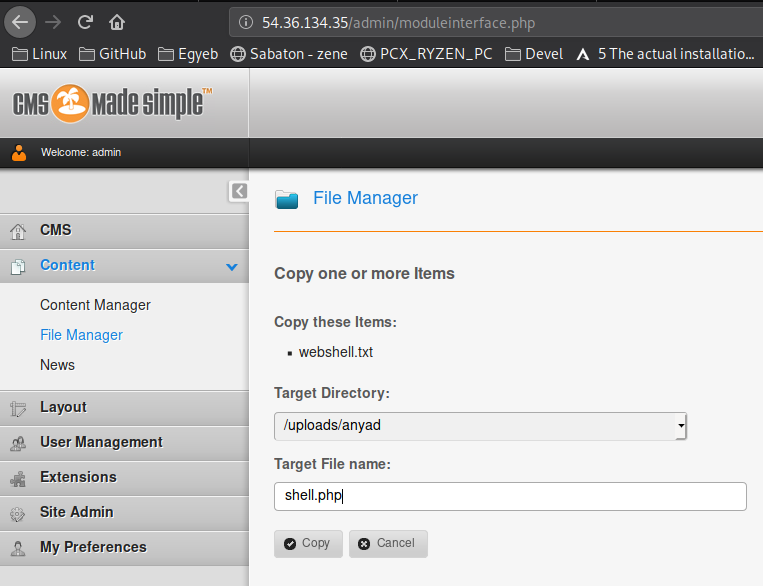 54.36.134.35/admin/moduleinterface.php
Linux GitHub Egyeb Sabaton - zene PCX_RYZEN_PC Devel 5 The actual installatio...
CMS made simple™
Welcome: admin
File Manager
CMS
Content
Content Manager
File Manager
News
Layout
User Management
Extensions
Site Admin
My Preferences
Copy one or more Items
Copy these Items:
webshell.txt
Target Directory:
/uploads/anyad
Target File name:
shell.php
Copy Cancel